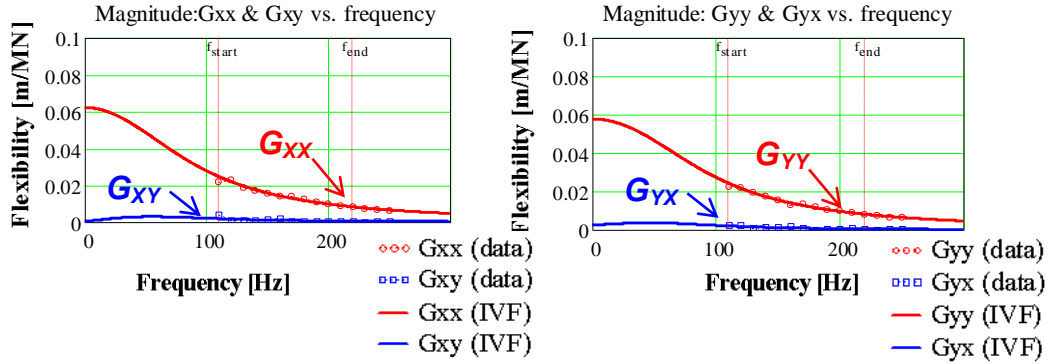 Magnitude:Gxx & Gxy vs. frequency
0.1
0.08
0.06
0.04
0.02
0
Flexibility [m/MN]
fstart
fend
GXX
GXY
0
100
200
Frequency [Hz]
Gxx (data)
Gxy (data)
Gxx (IVF)
Gxy (IVF)
Magnitude: Gyy & Gyx vs. frequency
0.1
0.08
0.06
0.04
0.02
0
Flexibility [m/MN]
fstart
fend
GYY
GYX
0
100
200
Frequency [Hz]
Gyy (data)
Gyx (data)
Gyy (IVF)
Gyx (IVF)